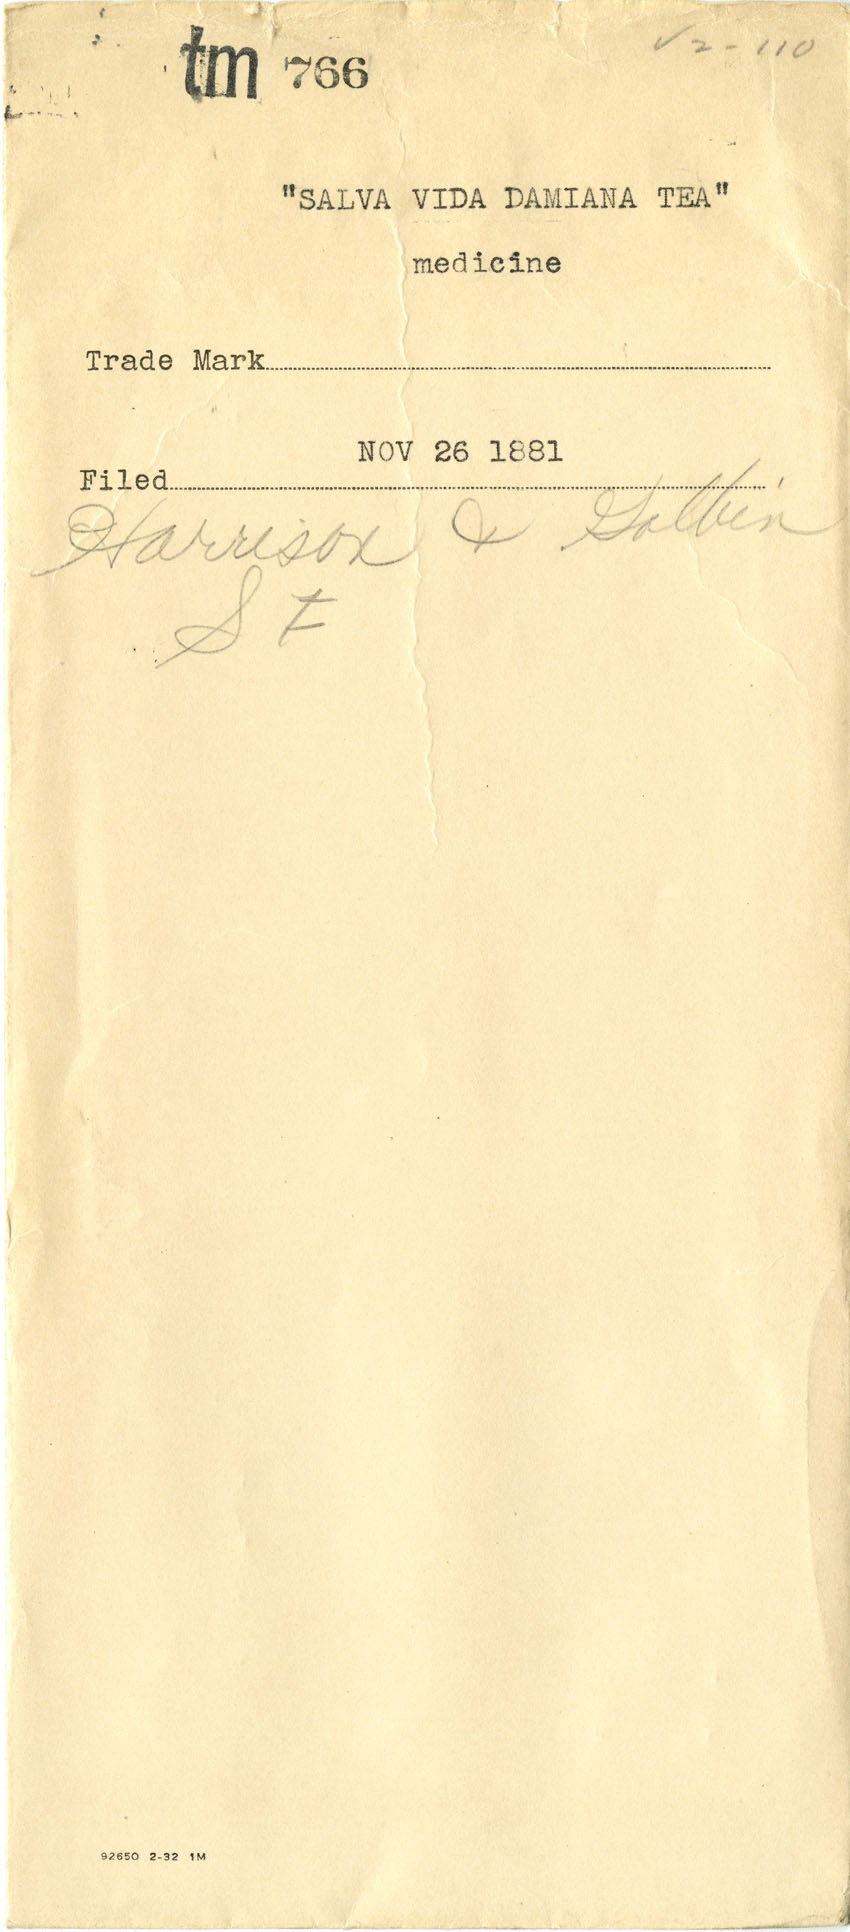 tm 766
√2-110
"SALVA VIDA DAMIANA TEA"
medicine
Trade Mark
NOV 26 1881
Filed
Harrison &
St
92650 2-32 1M